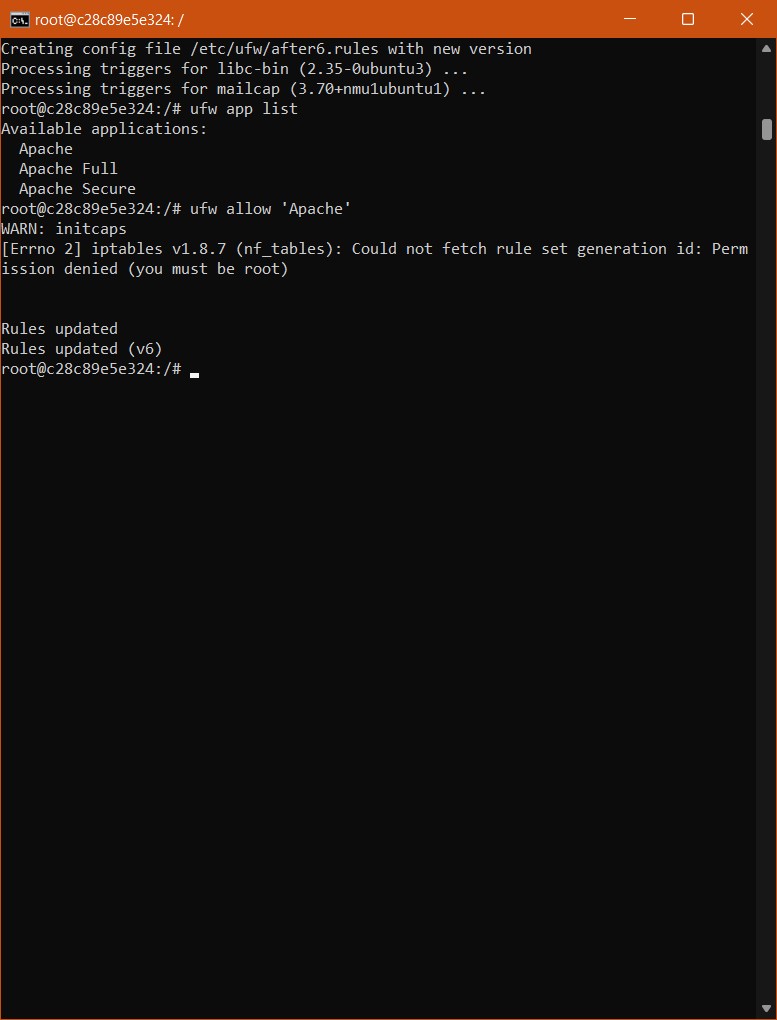 root@c28c89e5e324: /
Creating config file /etc/ufw/after6.rules with new version
Processing triggers for libc-bin (2.35-0ubuntu3) ...
Processing triggers for mailcap (3.70+nmu1ubuntu1) ...
root@c28c89e5e324:/# ufw app list
Available applications:
  Apache
  Apache Full
  Apache Secure
root@c28c89e5e324:/# ufw allow 'Apache'
WARN: initcaps
[Errno 2] iptables v1.8.7 (nf_tables): Could not fetch rule set generation id: Perm
ission denied (you must be root)
Rules updated
Rules updated (v6)
root@c28c89e5e324:/#